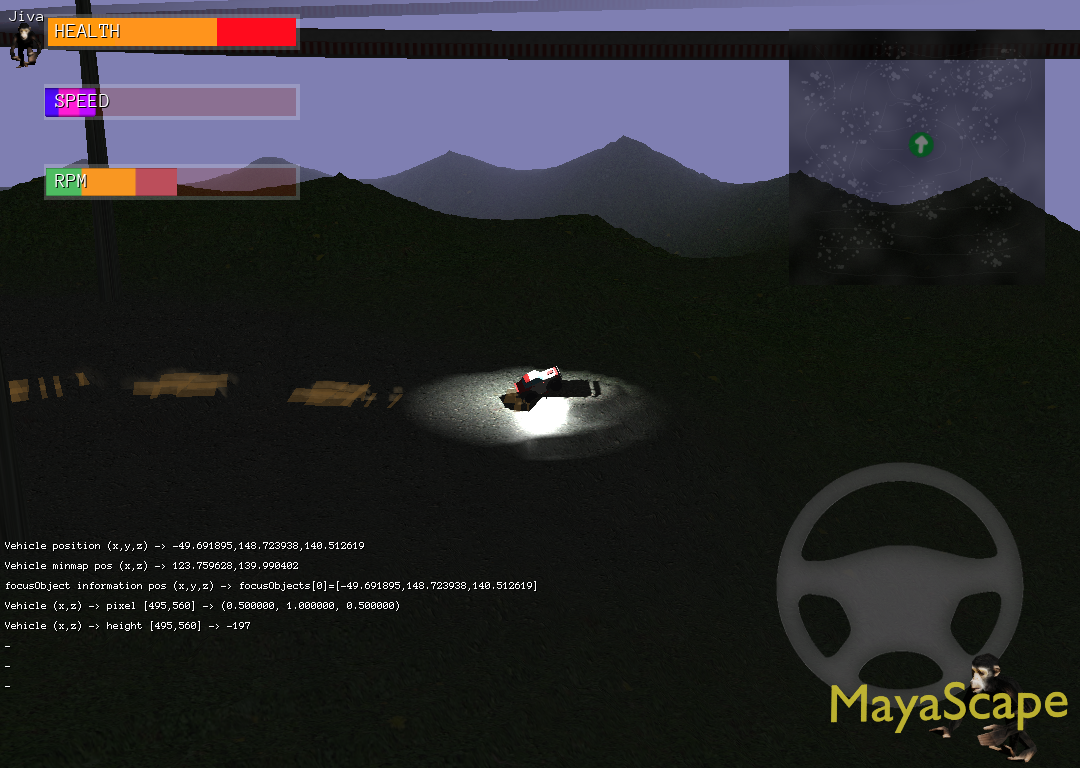 Jiva
HEALTH
SPEED
RPM
Vehicle position (x,y,z) -> -49.691895,148.723938,140.512619
Vehicle minmap pos (x,z) -> 123.759628,139.990402
focusObject information pos (x,y,z) -> focusObjects[0]=[-49.691895,148.723938,140.512619]
Vehicle (x,z) -> pixel [495,560] -> (0.500000, 1.000000, 0.500000)
Vehicle (x,z) -> height [495,560] -> -197
-
-
-
MayaScape